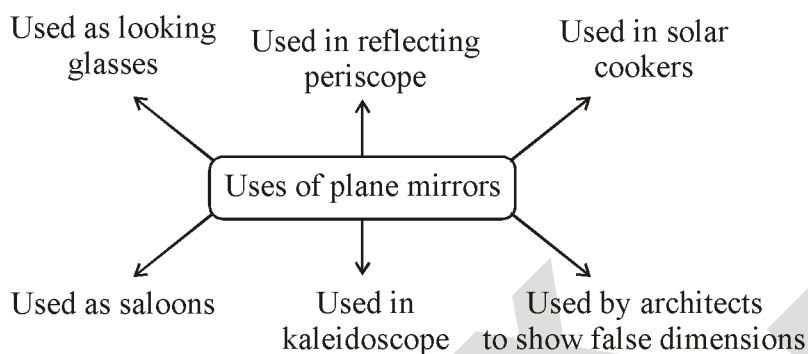 Used as looking
glasses
Used in reflecting
periscope
Used in solar
cookers
Uses of plane mirrors
Used as saloons
Used in
kaleidoscope
Used by architects
to show false dimensions